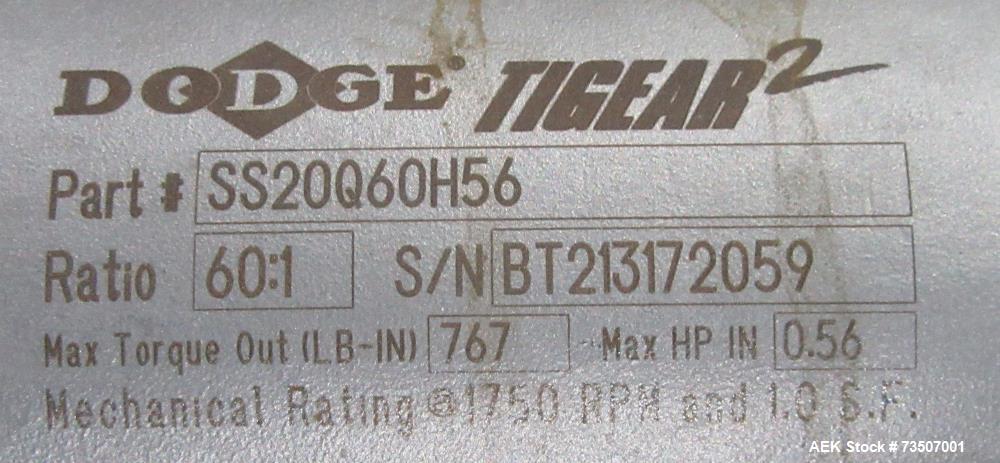 DODGE® TIGEAR2
Part # SS20Q60H56
Ratio 60:1 S/N BT213172059
Max Torque Out (LB-IN) 767 Max HP IN 0.56
Mechanical Rating @1750 RPM and 1.0 S.F.
AEK Stock # 73507001